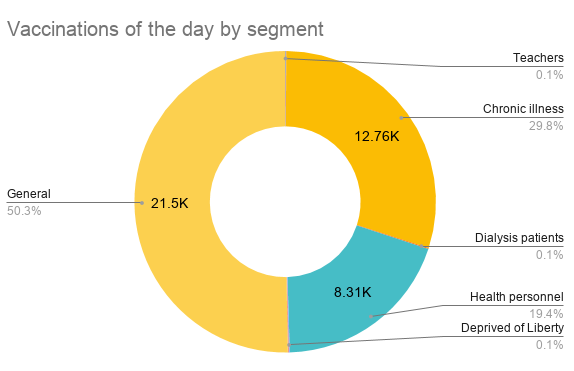 Vaccinations of the day by segment
Teachers
0.1%
Chronic illness
29.8%
12.76K
General
50.3%
21.5K
Dialysis patients
0.1%
8.31K
Health personnel
19.4%
Deprived of Liberty
0.1%